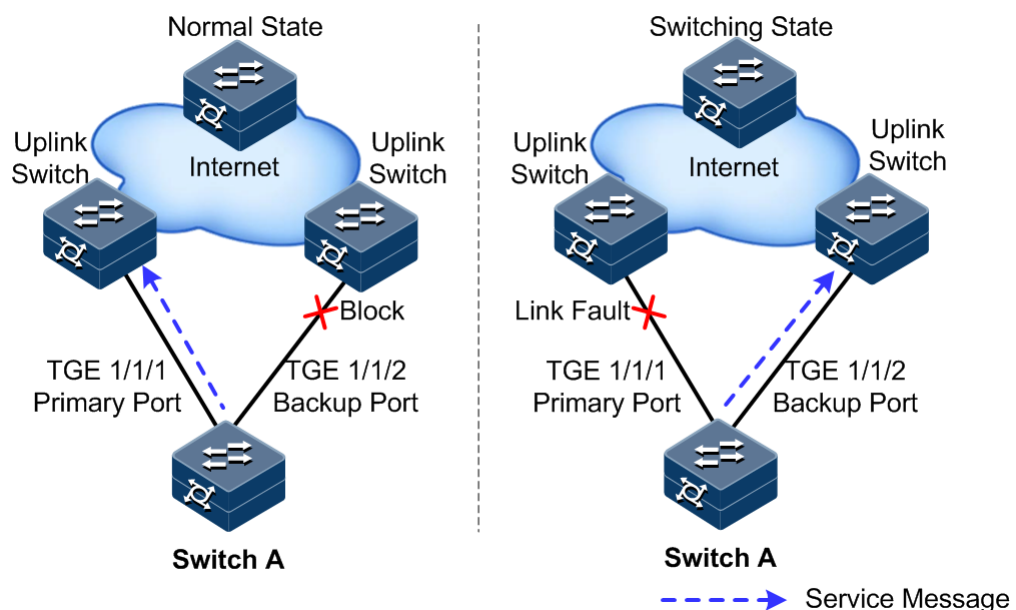 Normal State
Uplink
Switch
Internet
Uplink
Switch
Block
TGE 1/1/1
Primary Port
TGE 1/1/2
Backup Port
Switch A
Switching State
Uplink
Switch
Internet
Uplink
Switch
Link Fault
TGE 1/1/1
Primary Port
TGE 1/1/2
Backup Port
Switch A
Service Message